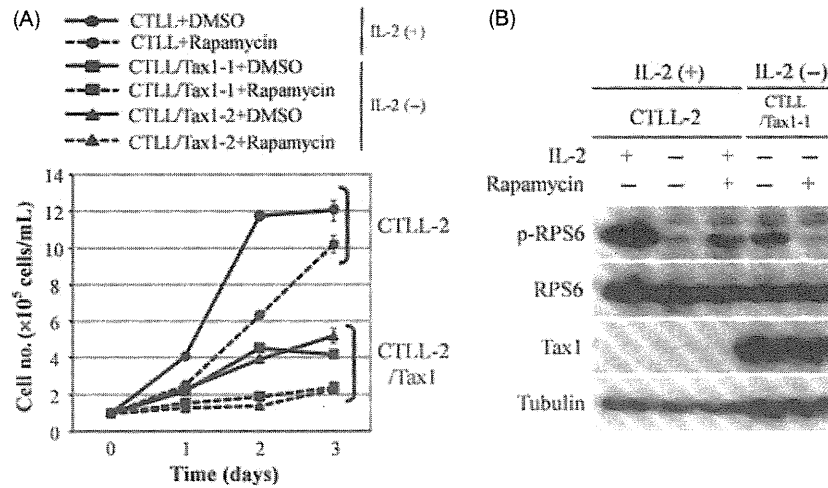 (A)
CTLL+DMSO
CTLL+Rapamycin
IL-2 (+)
CTLL/Tax1-1+DMSO
CTLL/Tax1-1+Rapamycin
CTLL/Tax1-2+DMSO
CTLL/Tax1-2+Rapamycin
IL-2 (−)
Cell no. (×10⁵ cells/mL)
14
12
10
8
6
4
2
0
0 1 2 3
Time (days)
CTLL-2
CTLL-2
/Tax1
(B)
IL-2 (+) IL-2 (−)
CTLL-2 CTLL
/Tax1-1
IL-2 + − + − −
Rapamycin − − + − +
p-RPS6
RPS6
Tax1
Tubulin